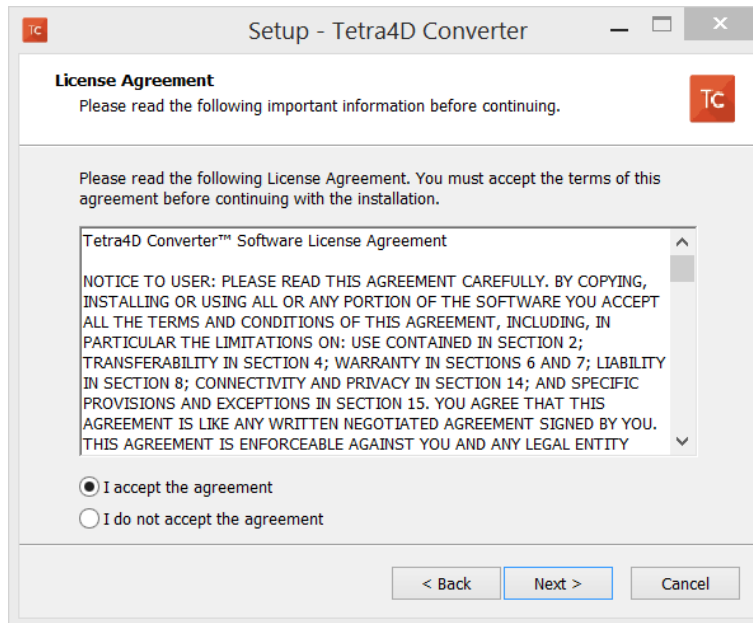 TC
Setup - Tetra4D Converter
License Agreement
Please read the following important information before continuing.
TC
Please read the following License Agreement. You must accept the terms of this
agreement before continuing with the installation.
Tetra4D Converter™ Software License Agreement
NOTICE TO USER: PLEASE READ THIS AGREEMENT CAREFULLY. BY COPYING,
INSTALLING OR USING ALL OR ANY PORTION OF THE SOFTWARE YOU ACCEPT
ALL THE TERMS AND CONDITIONS OF THIS AGREEMENT, INCLUDING, IN
PARTICULAR THE LIMITATIONS ON: USE CONTAINED IN SECTION 2;
TRANSFERABILITY IN SECTION 4; WARRANTY IN SECTIONS 6 AND 7; LIABILITY
IN SECTION 8; CONNECTIVITY AND PRIVACY IN SECTION 14; AND SPECIFIC
PROVISIONS AND EXCEPTIONS IN SECTION 15. YOU AGREE THAT THIS
AGREEMENT IS LIKE ANY WRITTEN NEGOTIATED AGREEMENT SIGNED BY YOU.
THIS AGREEMENT IS ENFORCEABLE AGAINST YOU AND ANY LEGAL ENTITY
I accept the agreement
I do not accept the agreement
< Back
Next >
Cancel